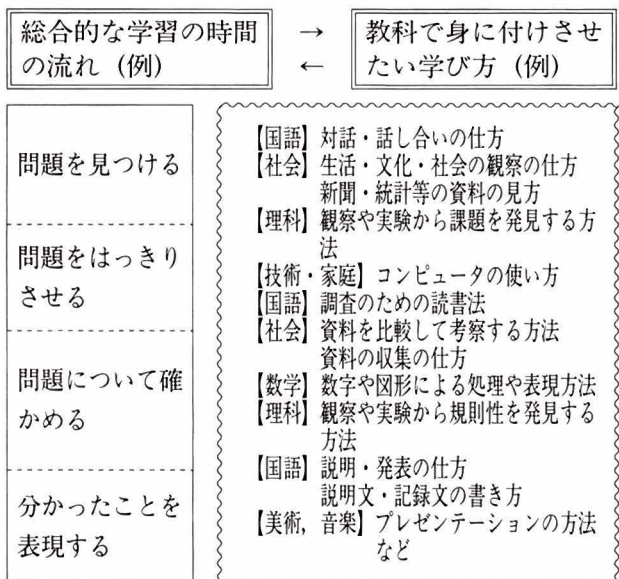 総合的な学習の時間
の流れ（例）
→
←
教科で身に付けさせ
たい学び方（例）
問題を見つける
問題をはっきり
させる
問題について確
かめる
分かったことを
表現する
【国語】対話・話し合いの仕方
【社会】生活・文化・社会の観察の仕方
新聞・統計等の資料の見方
【理科】観察や実験から課題を発見する方
法
【技術・家庭】コンピュータの使い方
【国語】調査のための読書法
【社会】資料を比較して考察する方法
資料の収集の仕方
【数学】数字や図形による処理や表現方法
【理科】観察や実験から規則性を発見する
方法
【国語】説明・発表の仕方
説明文・記録文の書き方
【美術，音楽】プレゼンテーションの方法
など